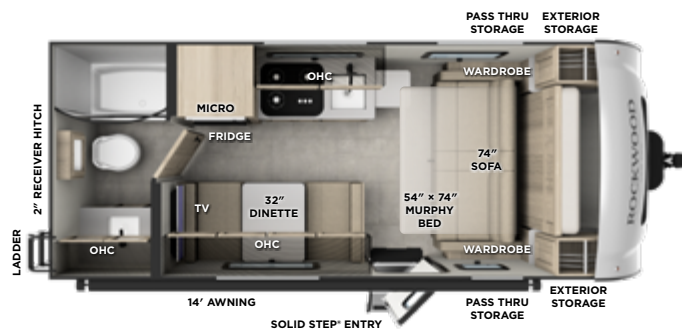 PASS THRU
STORAGE
EXTERIOR
STORAGE
OHC
WARDROBE
MICRO
FRIDGE
2" RECEIVER HITCH
ROCKWOOD
74"
SOFA
TV
32"
DINETTE
54" × 74"
MURPHY
BED
OHC
OHC
WARDROBE
LADDER
14' AWNING
PASS THRU
STORAGE
EXTERIOR
STORAGE
SOLID STEP® ENTRY